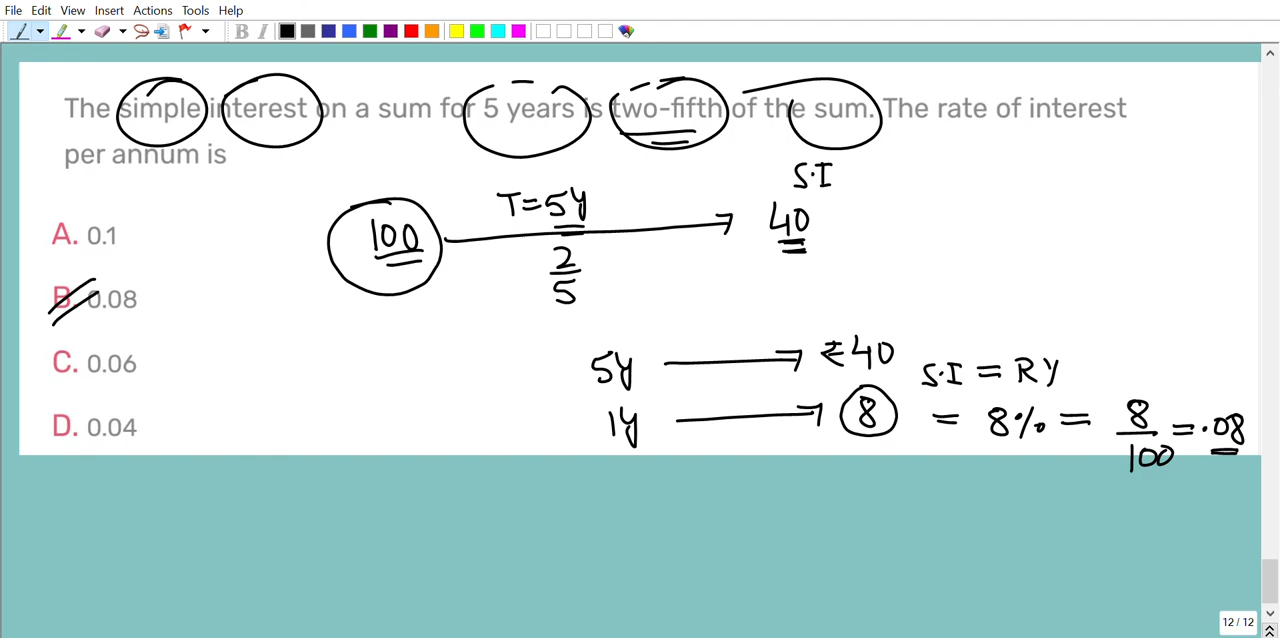 File Edit View Insert Actions Tools Help
B I
The simple interest on a sum for 5 years is two-fifth of the sum. The rate of interest
per annum is
S.I
T=5y
100 40
2/5
A. 0.1
B. 0.08
C. 0.06
D. 0.04
5y ₹40
S.I = RY
1y 8 = 8% = 8/100 = .08
12 / 12